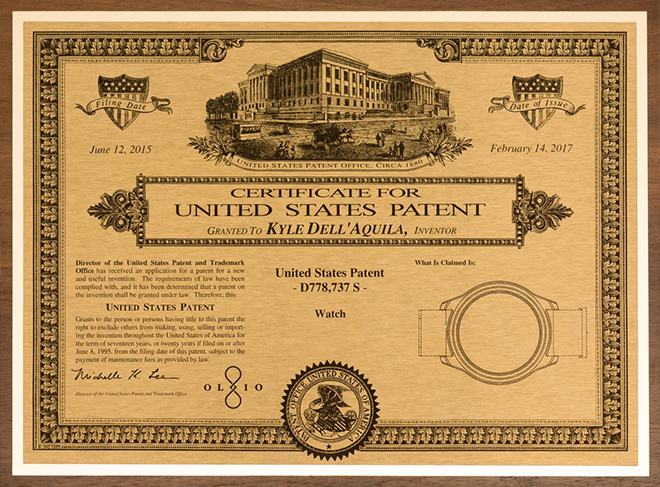 Filing Date
Date of Issue
June 12, 2015
February 14, 2017
UNITED STATES PATENT OFFICE, CIRCA 1880
CERTIFICATE FOR
UNITED STATES PATENT
GRANTED TO KYLE DELL'AQUILA, INVENTOR
Director of the United States Patent and Trademark
Office has received an application for a patent for a new
and useful invention. The requirements of law have been
complied with, and it has been determined that a patent on
the invention shall be granted under law. Therefore, this
UNITED STATES PATENT
Grants to the person or persons having title to this patent the
right to exclude others from making, using, selling or import-
ing the invention throughout the United States of America for
the term of seventeen years, or twenty years if filed on or after
June 8, 1995, from the filing date of this patent, subject to the
payment of maintenance fees as provided by law.
Michelle K. Lee
Director of the United States Patent and Trademark Office
OLIO
United States Patent
- D778,737 S -
Watch
What Is Claimed Is:
PATENT OFFICE UNITED STATES OF AMERICA